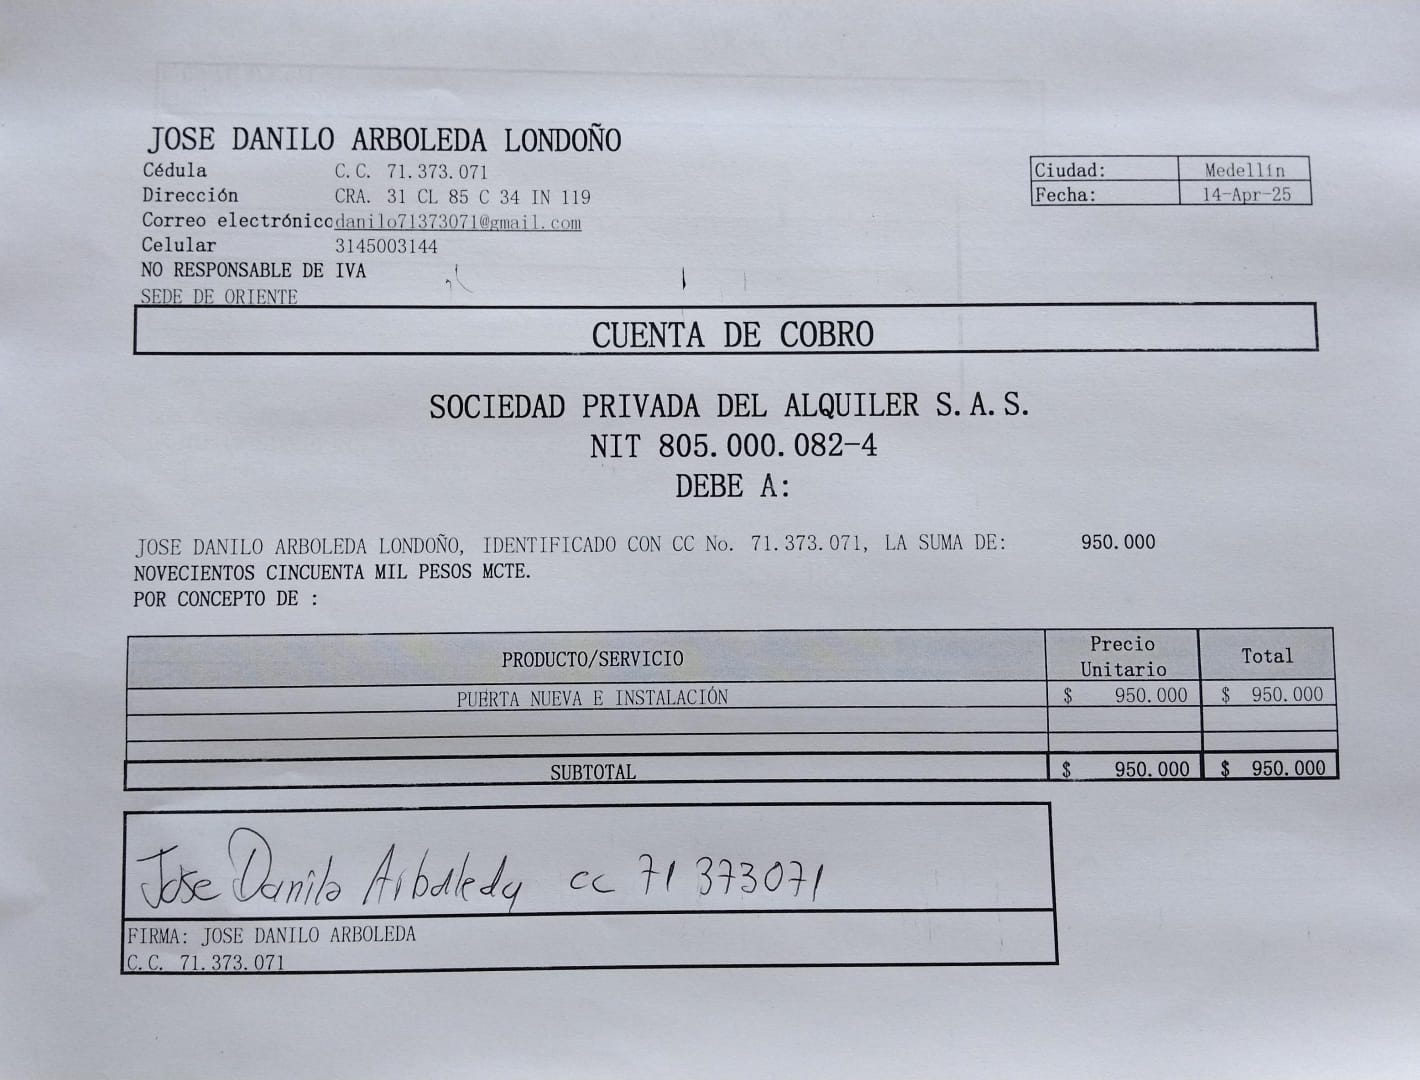 JOSE DANILO ARBOLEDA LONDOÑO
Cédula C.C. 71.373.071
Dirección CRA. 31 CL 85 C 34 IN 119
Correo electrónico danilo71373071@gmail.com
Celular 3145003144
NO RESPONSABLE DE IVA
SEDE DE ORIENTE
Ciudad: Medellín
Fecha: 14-Apr-25
CUENTA DE COBRO
SOCIEDAD PRIVADA DEL ALQUILER S.A.S.
NIT 805.000.082-4
DEBE A:
JOSE DANILO ARBOLEDA LONDOÑO, IDENTIFICADO CON CC No. 71.373.071, LA SUMA DE: 950.000
NOVECIENTOS CINCUENTA MIL PESOS MCTE.
POR CONCEPTO DE :
PRODUCTO/SERVICIO Precio Unitario Total
PUERTA NUEVA E INSTALACIÓN $ 950.000 $ 950.000
SUBTOTAL $ 950.000 $ 950.000
Jose Danilo Arboleda cc 71 373071
FIRMA: JOSE DANILO ARBOLEDA
C.C. 71.373.071